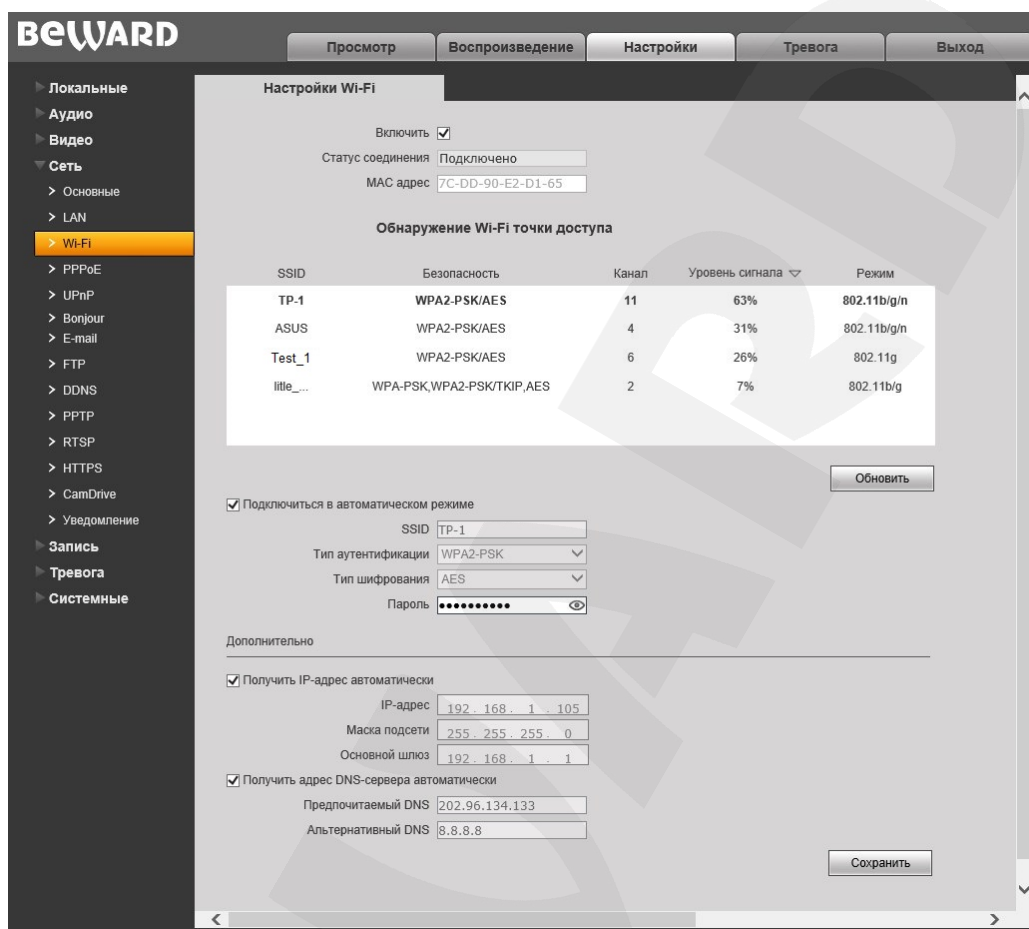 BEWARD
Просмотр Воспроизведение Настройки Тревога Выход
Локальные
Аудио
Видео
Сеть
> Основные
> LAN
> Wi-Fi
> PPPoE
> UPnP
> Bonjour
> E-mail
> FTP
> DDNS
> PPTP
> RTSP
> HTTPS
> CamDrive
> Уведомление
Запись
Тревога
Системные
Настройки Wi-Fi
Включить
Статус соединения Подключено
MAC адрес 7C-DD-90-E2-D1-65
Обнаружение Wi-Fi точки доступа
SSID Безопасность Канал Уровень сигнала Режим
TP-1 WPA2-PSK/AES 11 63% 802.11b/g/n
ASUS WPA2-PSK/AES 4 31% 802.11b/g/n
Test_1 WPA2-PSK/AES 6 26% 802.11g
litle_... WPA-PSK,WPA2-PSK/TKIP,AES 2 7% 802.11b/g
Обновить
Подключиться в автоматическом режиме
SSID TP-1
Тип аутентификации WPA2-PSK
Тип шифрования AES
Пароль ••••••••••
Дополнительно
Получить IP-адрес автоматически
IP-адрес 192 . 168 . 1 . 105
Маска подсети 255 . 255 . 255 . 0
Основной шлюз 192 . 168 . 1 . 1
Получить адрес DNS-сервера автоматически
Предпочитаемый DNS 202.96.134.133
Альтернативный DNS 8.8.8.8
Сохранить